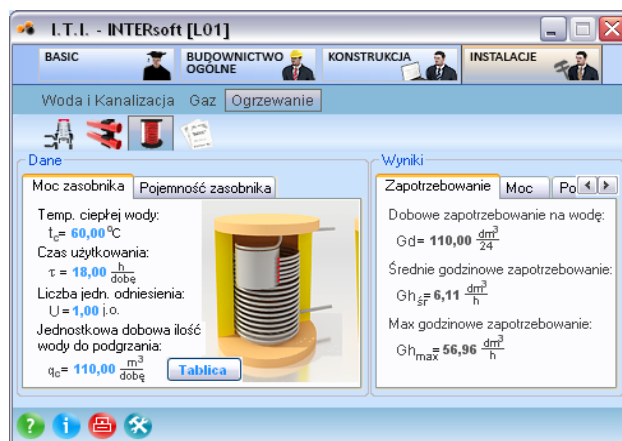 I.T.I. - INTERsoft [L01]
BASIC
BUDOWNICTWO OGÓLNE
KONSTRUKCJA
INSTALACJE
Woda i Kanalizacja Gaz Ogrzewanie
Dane
Moc zasobnika Pojemność zasobnika
Temp. ciepłej wody:
tc= 60,00 °C
Czas użytkowania:
τ = 18,00 h/dobę
Liczba jedn. odniesienia:
U = 1,00 j.o.
Jednostkowa dobowa ilość
wody do podgrzania:
qc= 110,00 m³/dobę Tablica
Wyniki
Zapotrzebowanie Moc Po
Dobowe zapotrzebowanie na wodę:
Gd= 110,00 dm³/24
Średnie godzinowe zapotrzebowanie:
Ghśr= 6,11 dm³/h
Max godzinowe zapotrzebowanie:
Ghmax= 56,96 dm³/h